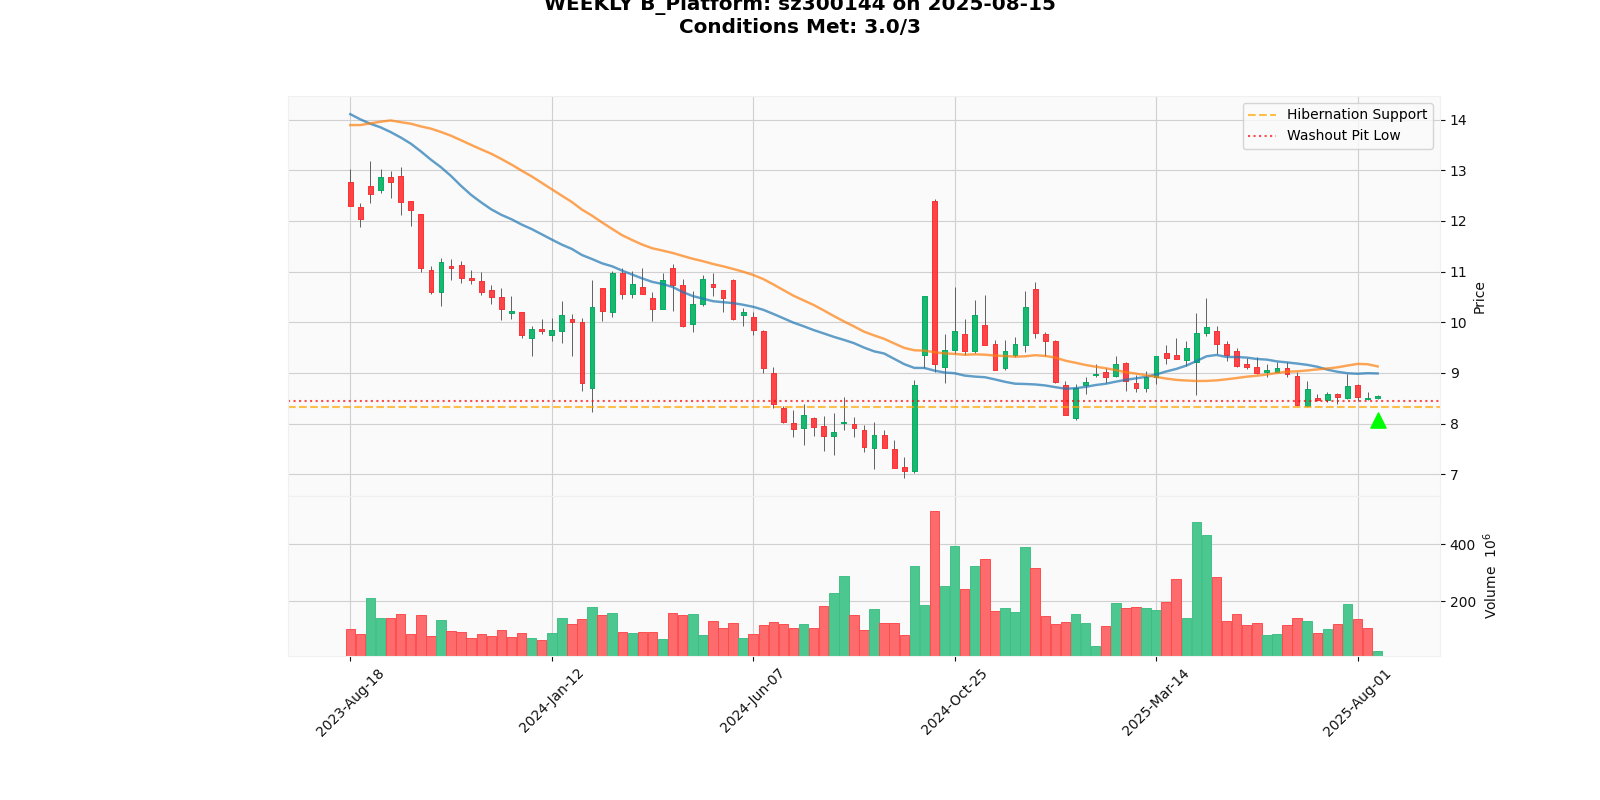 WEEKLY B_Platform: sz300144 on 2025-08-15
Conditions Met: 3.0/3
Hibernation Support
Washout Pit Low
14
13
12
11
10
9
8
7
Price
400
200
Volume 10⁶
2023-Aug-18
2024-Jan-12
2024-Jun-07
2024-Oct-25
2025-Mar-14
2025-Aug-01